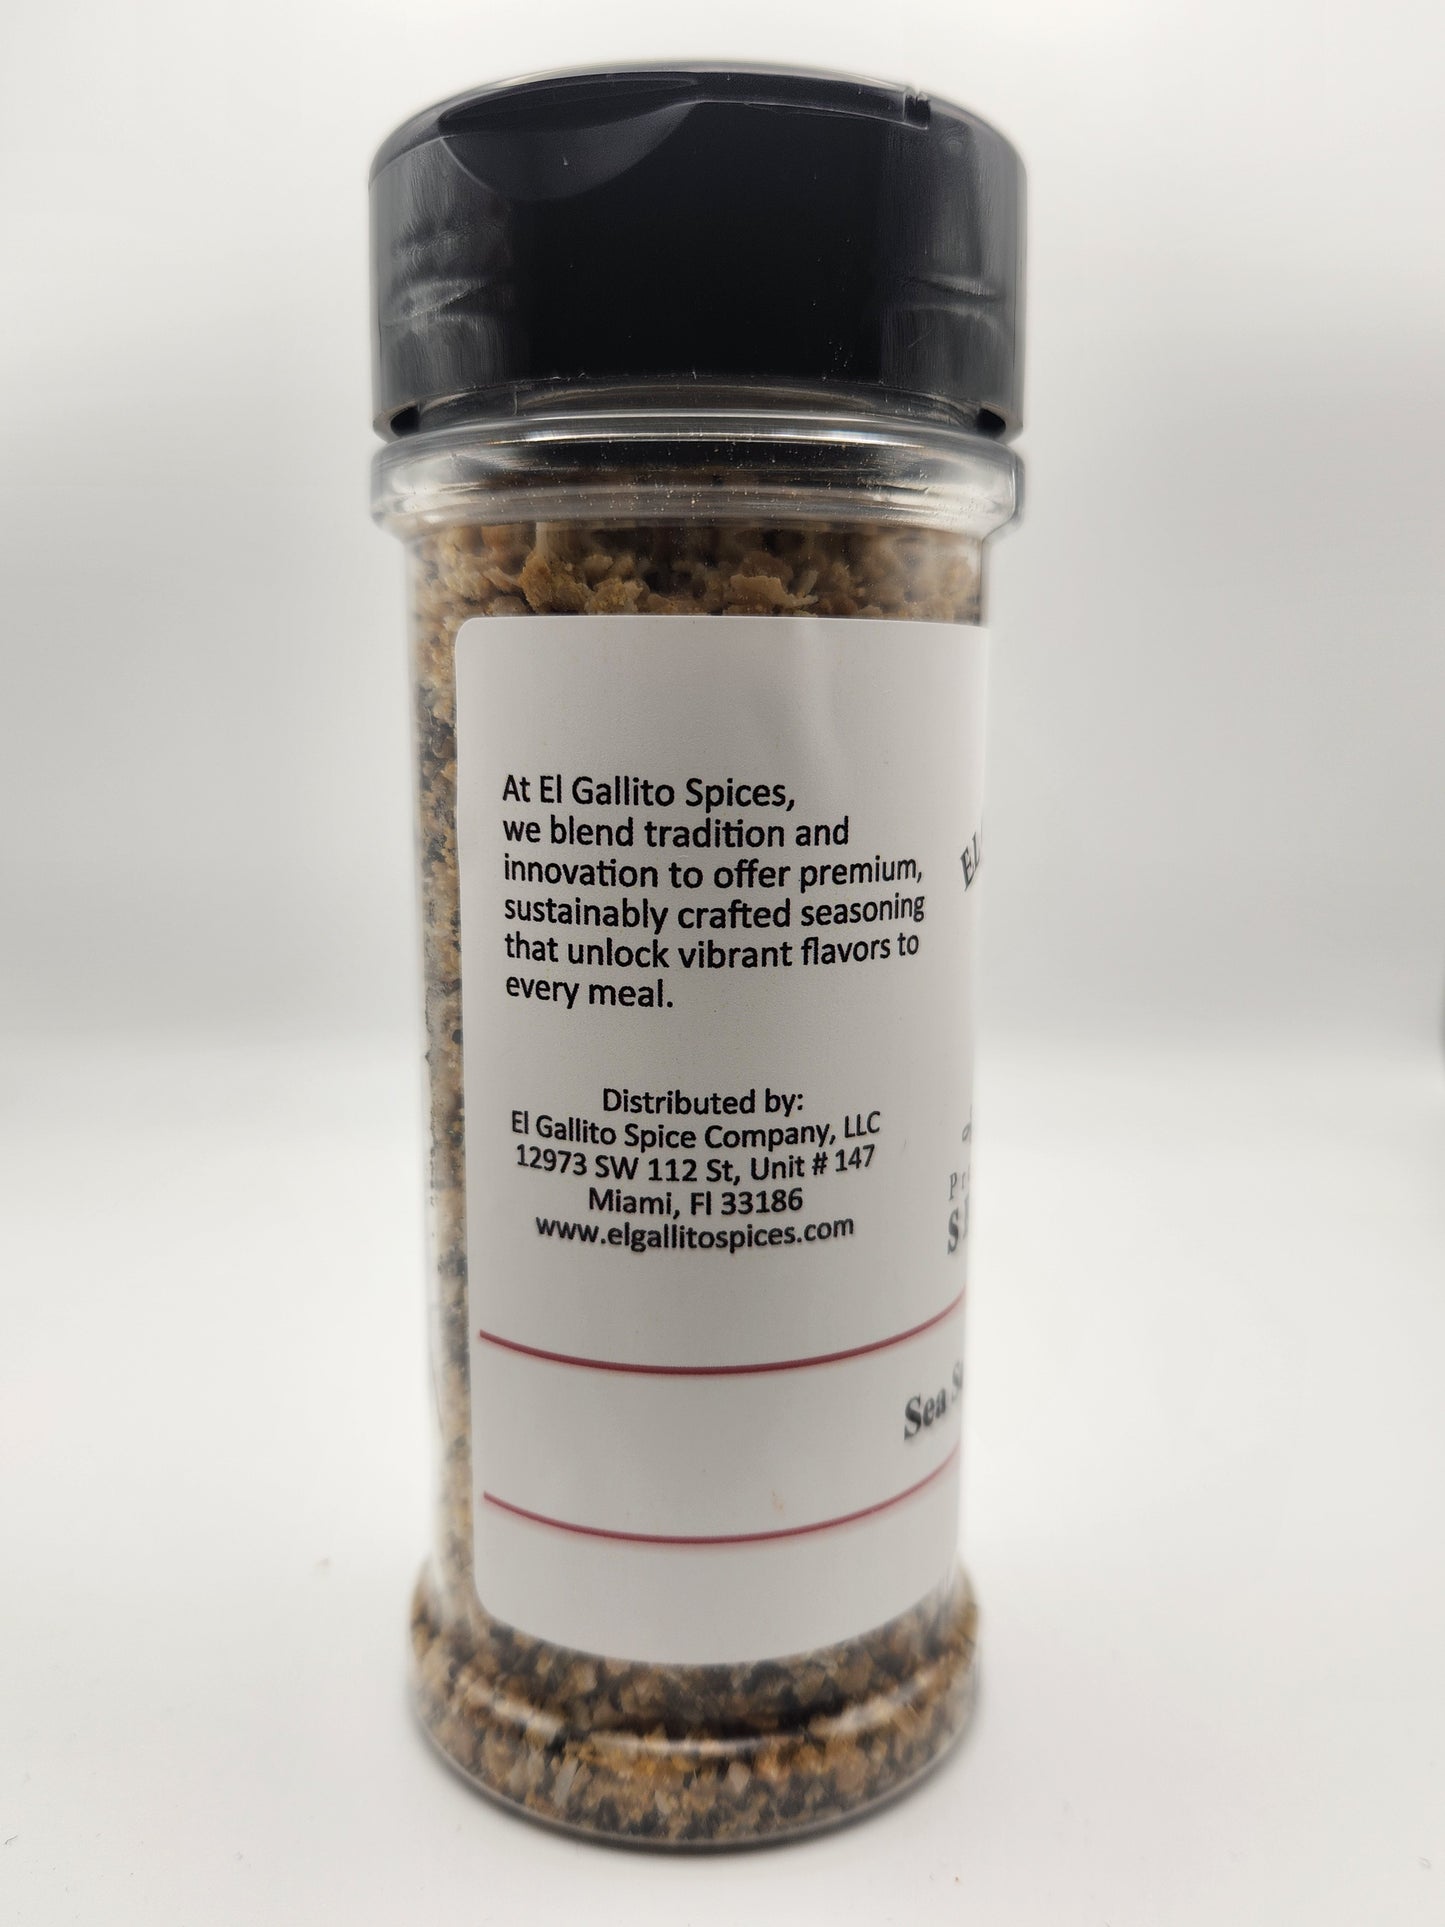 At El Gallito Spices,
we blend tradition and
innovation to offer premium,
sustainably crafted seasoning
that unlock vibrant flavors to
every meal.
Distributed by:
El Gallito Spice Company, LLC
12973 SW 112 St, Unit # 147
Miami, Fl 33186
www.elgallitospices.com
Sea